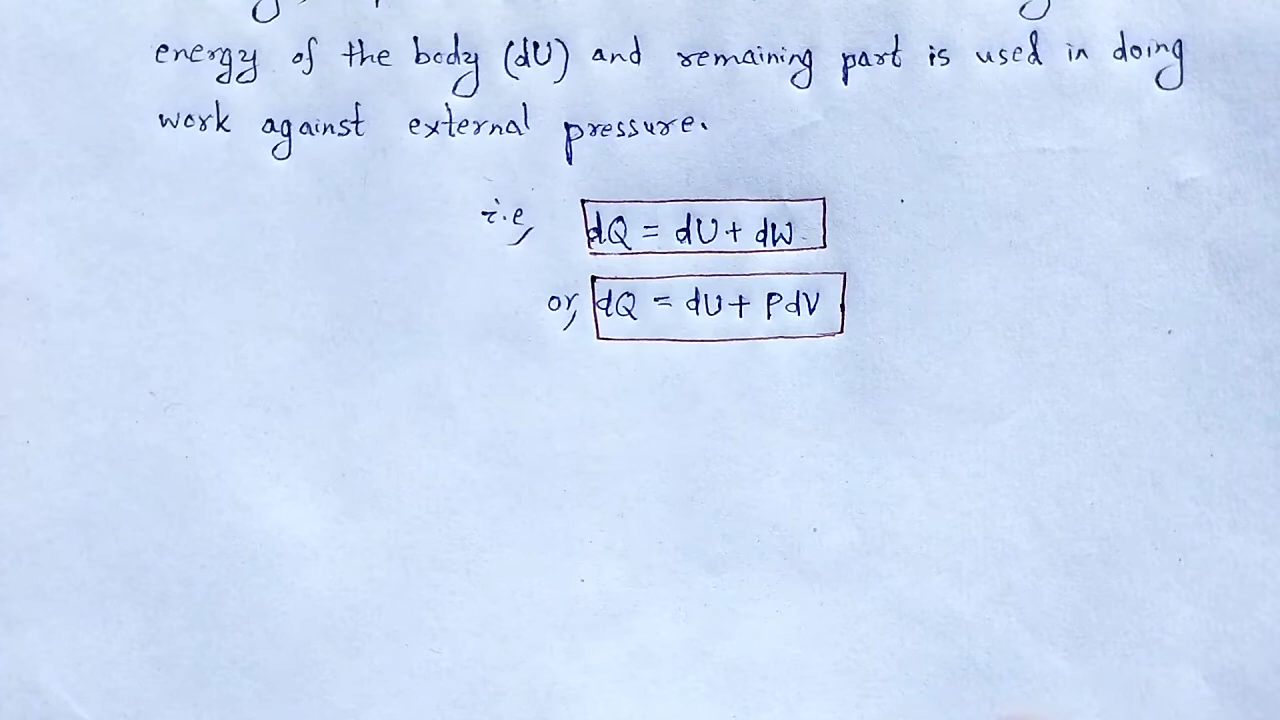 energy of the body (dU) and remaining part is used in doing
work against external pressure.
i.e, dQ = dU + dW
or, dQ = dU + PdV